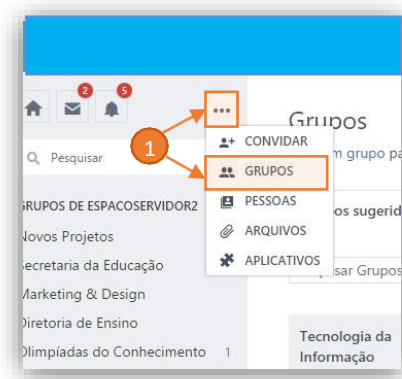 2 5
...
Grupos
1
CONVIDAR
Pesquisar
m grupo pa
GRUPOS
GRUPOS DE ESPACOSERVIDOR2
PESSOAS
os sugerid
Novos Projetos
ARQUIVOS
Secretaria da Educação
APLICATIVOS
sar Grupos
Marketing & Design
Diretoria de Ensino
Olimpíadas do Conhecimento 1
Tecnologia da
Informação